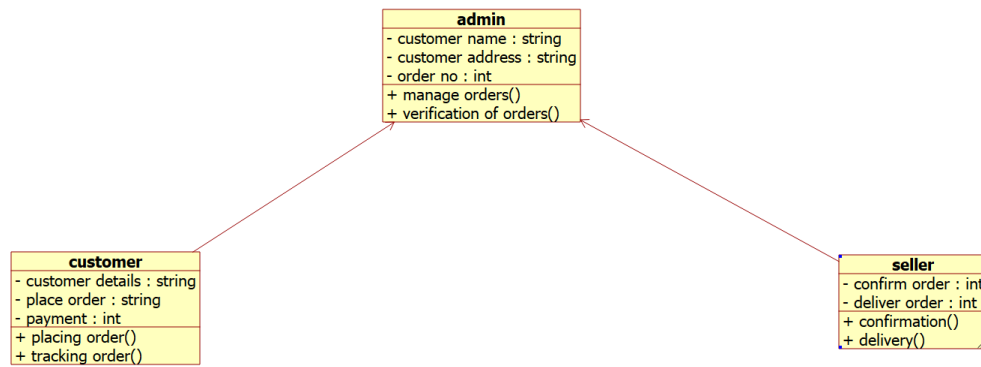 admin
- customer name : string
- customer address : string
- order no : int
+ manage orders()
+ verification of orders()
customer
- customer details : string
- place order : string
- payment : int
+ placing order()
+ tracking order()
seller
- confirm order : int
- deliver order : int
+ confirmation()
+ delivery()